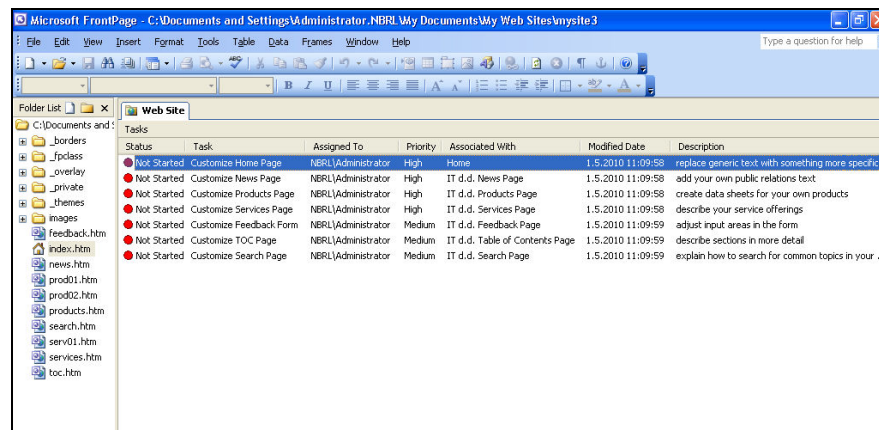 Microsoft FrontPage - C:\Documents and Settings\Administrator.NBRL\My Documents\My Web Sites\mysite3
File Edit View Insert Format Tools Table Data Frames Window Help Type a question for help
B I U A A A
Folder List Web Site
C:\Documents and S Tasks
Status Task Assigned To Priority Associated With Modified Date Description
_borders
Not Started Customize Home Page NBRL\Administrator High Home 1.5.2010 11:09:58 replace generic text with something more specific
_fpclass
Not Started Customize News Page NBRL\Administrator High IT d.d. News Page 1.5.2010 11:09:58 add your own public relations text
_overlay
Not Started Customize Products Page NBRL\Administrator High IT d.d. Products Page 1.5.2010 11:09:58 create data sheets for your own products
_private
Not Started Customize Services Page NBRL\Administrator High IT d.d. Services Page 1.5.2010 11:09:58 describe your service offerings
_themes
Not Started Customize Feedback Form NBRL\Administrator Medium IT d.d. Feedback Page 1.5.2010 11:09:59 adjust input areas in the form
images
Not Started Customize TOC Page NBRL\Administrator Medium IT d.d. Table of Contents Page 1.5.2010 11:09:59 describe sections in more detail
feedback.htm
Not Started Customize Search Page NBRL\Administrator Medium IT d.d. Search Page 1.5.2010 11:09:59 explain how to search for common topics in your .
index.htm
news.htm
prod01.htm
prod02.htm
products.htm
search.htm
serv01.htm
services.htm
toc.htm